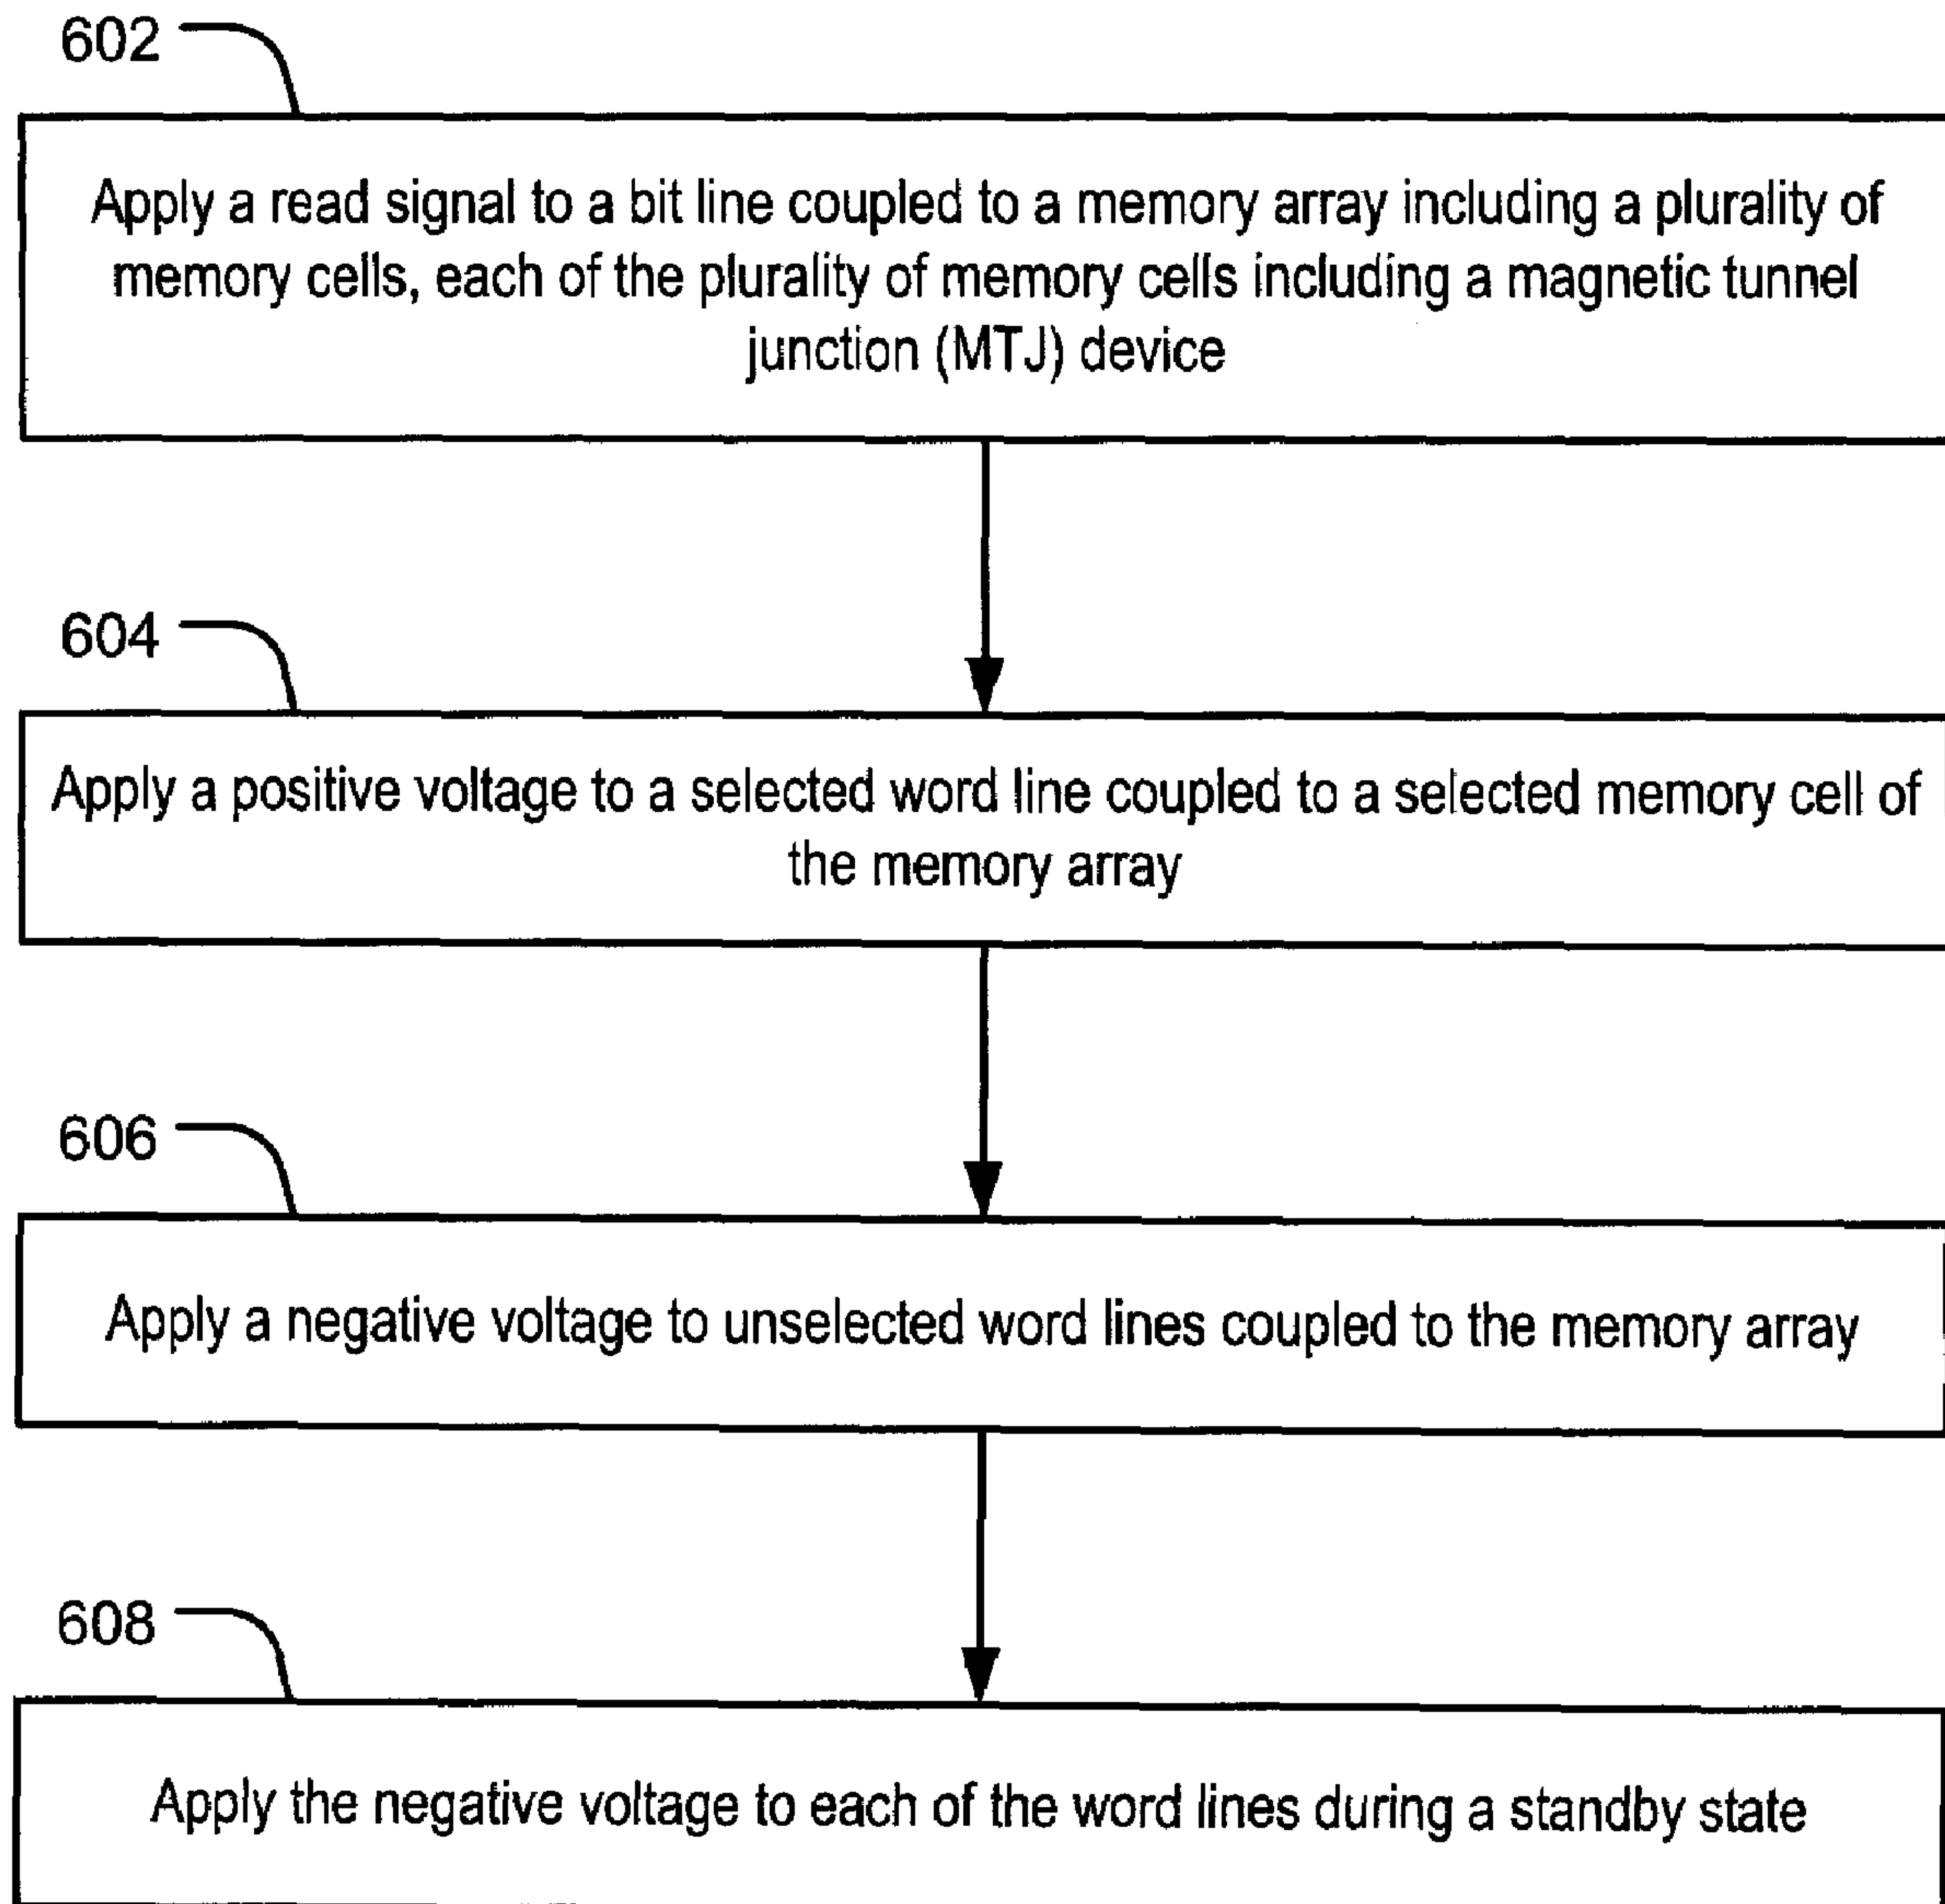 602
Apply a read signal to a bit line coupled to a memory array including a plurality of
memory cells, each of the plurality of memory cells including a magnetic tunnel
junction (MTJ) device
604
Apply a positive voltage to a selected word line coupled to a selected memory cell of
the memory array
606
Apply a negative voltage to unselected word lines coupled to the memory array
608
Apply the negative voltage to each of the word lines during a standby state